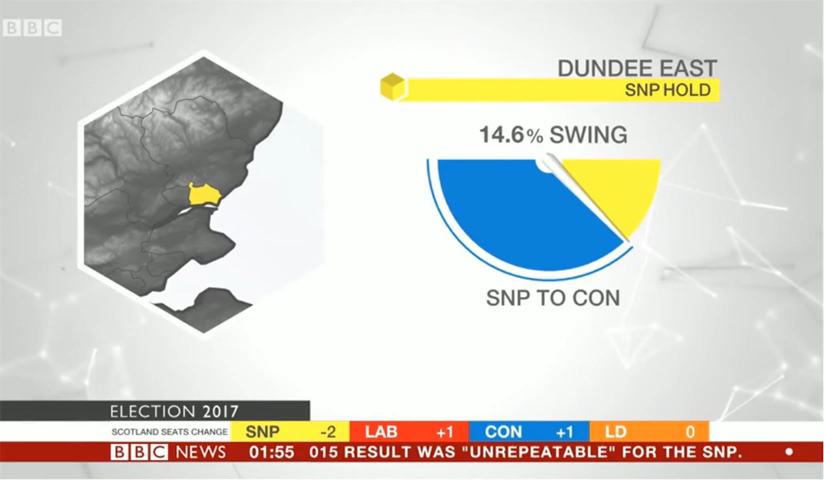 BBC
DUNDEE EAST
SNP HOLD
14.6% SWING
SNP TO CON
ELECTION 2017
SCOTLAND SEATS CHANGE SNP -2 LAB +1 CON +1 LD 0
BBC NEWS 01:55 015 RESULT WAS "UNREPEATABLE" FOR THE SNP.